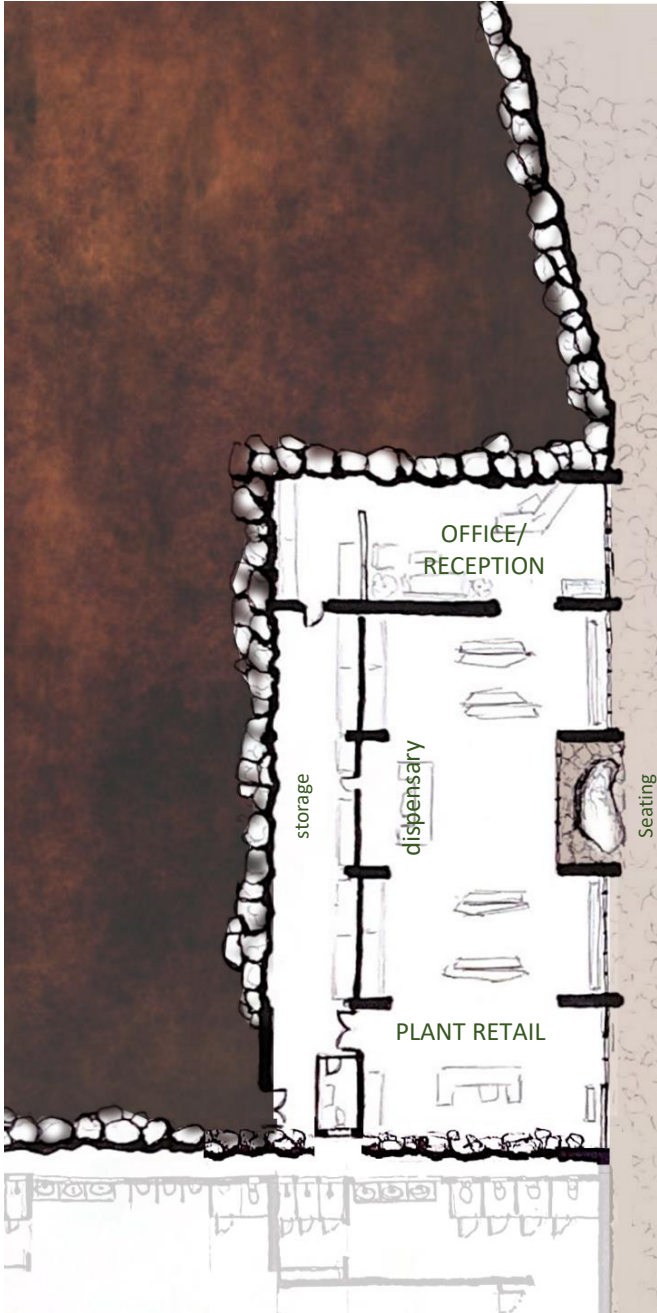 OFFICE/
RECEPTION
storage
dispensary
Seating
PLANT RETAIL